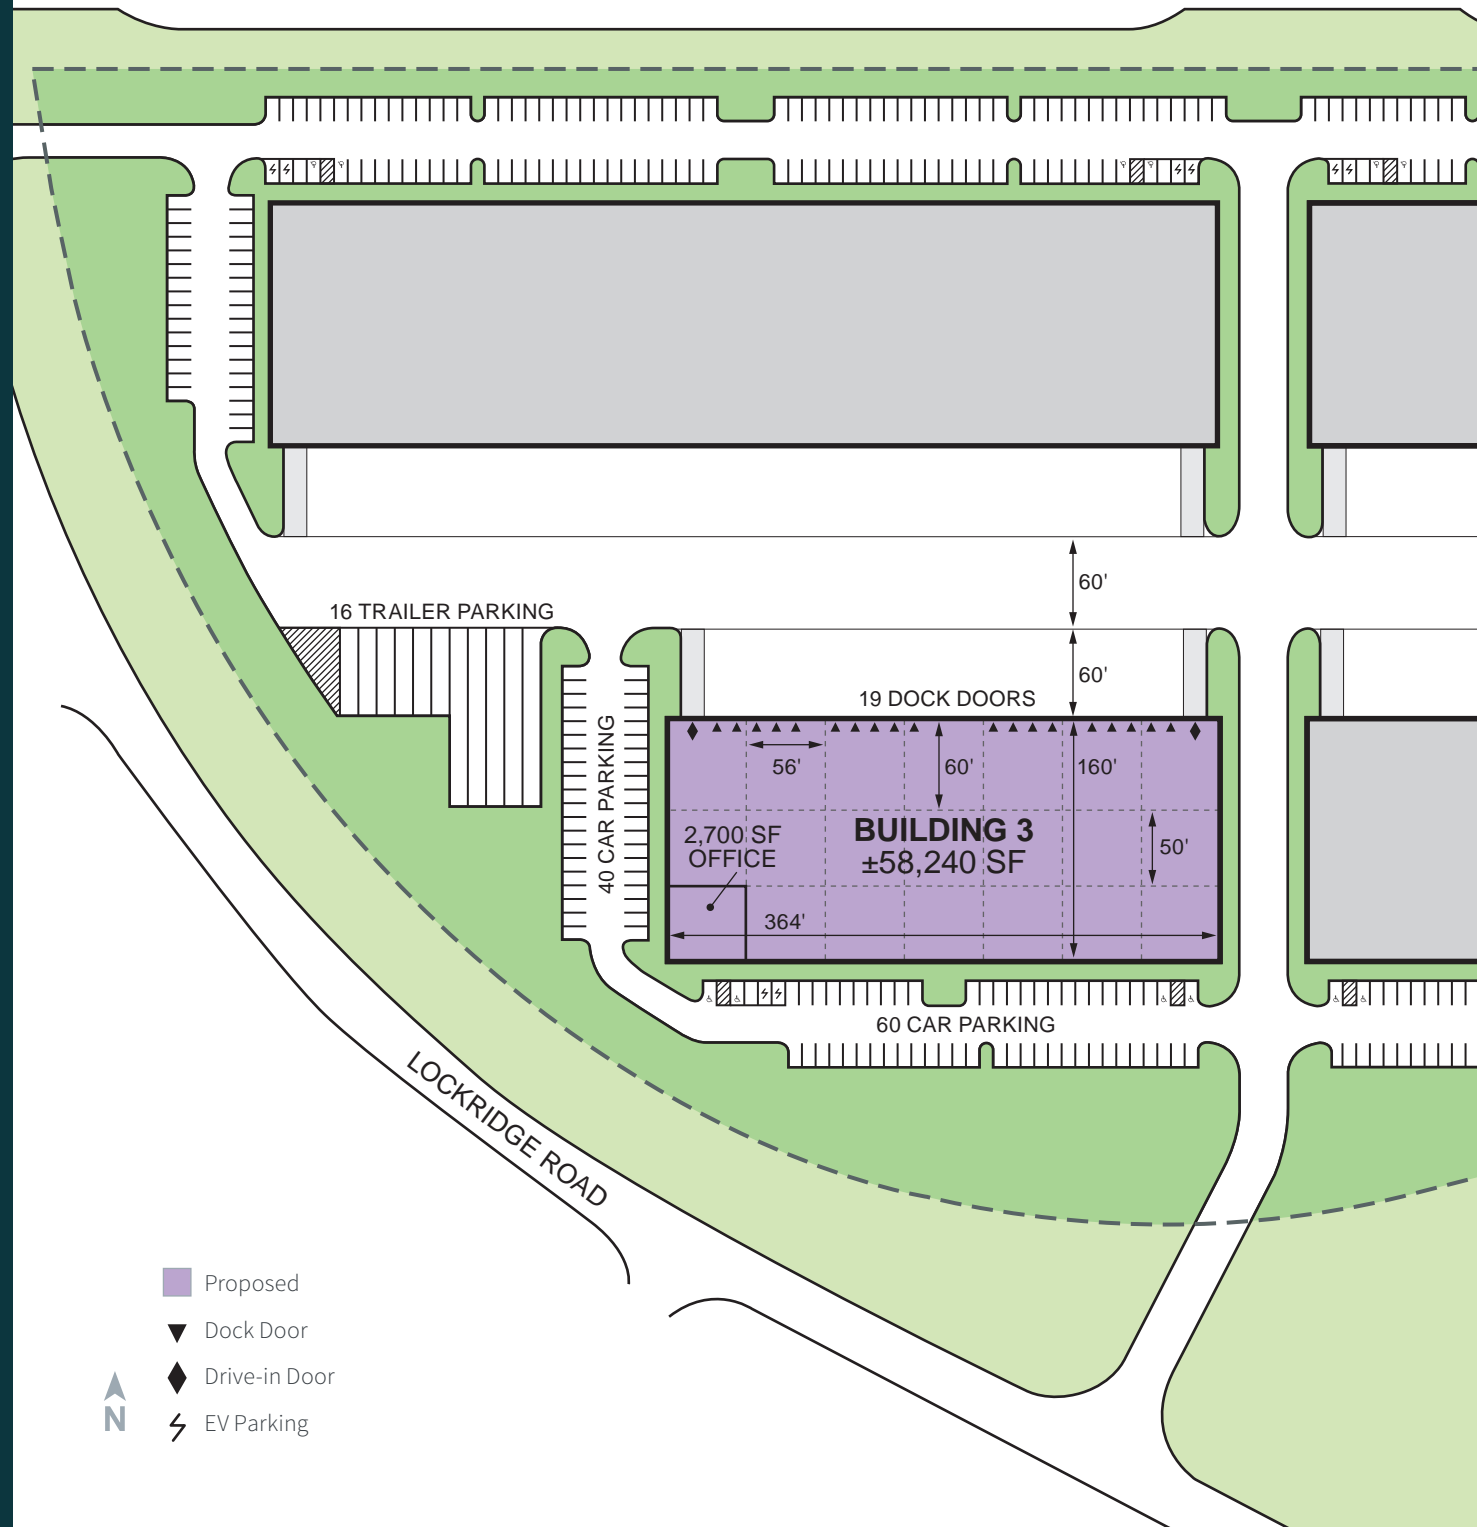 60'
16 TRAILER PARKING
60'
19 DOCK DOORS
40 CAR PARKING
56'
60'
160'
2,700 SF
OFFICE
BUILDING 3
±58,240 SF
50'
364'
60 CAR PARKING
LOCKRIDGE ROAD
Proposed
Dock Door
Drive-in Door
EV Parking
N